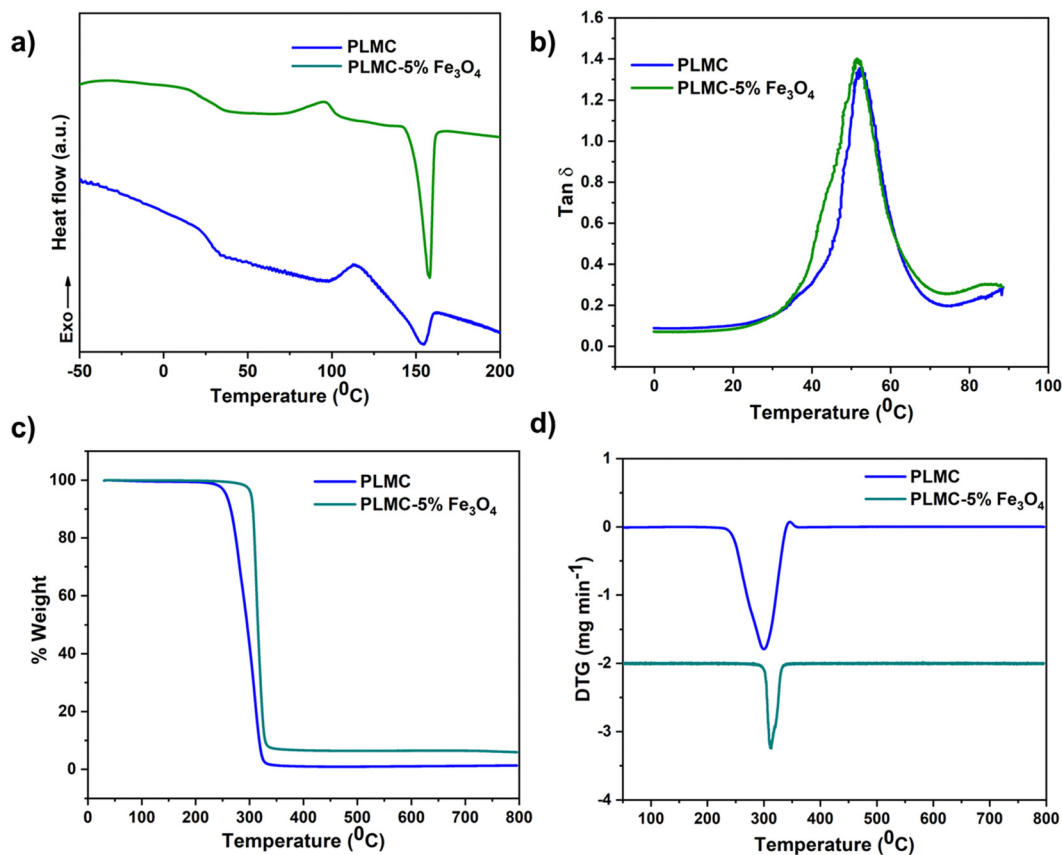 a)
PLMC
PLMC-5% Fe₃O₄
Heat flow (a.u.)
Exo
-50 0 50 100 150 200
Temperature (⁰C)
b)
PLMC
PLMC-5% Fe₃O₄
Tan δ
1.6
1.4
1.2
1.0
0.8
0.6
0.4
0.2
0.0
0 20 40 60 80 100
Temperature (⁰C)
c)
PLMC
PLMC-5% Fe₃O₄
% Weight
100
80
60
40
20
0
0 100 200 300 400 500 600 700 800
Temperature (⁰C)
d)
PLMC
PLMC-5% Fe₃O₄
DTG (mg min⁻¹)
1
0
-1
-2
-3
-4
100 200 300 400 500 600 700 800
Temperature (⁰C)